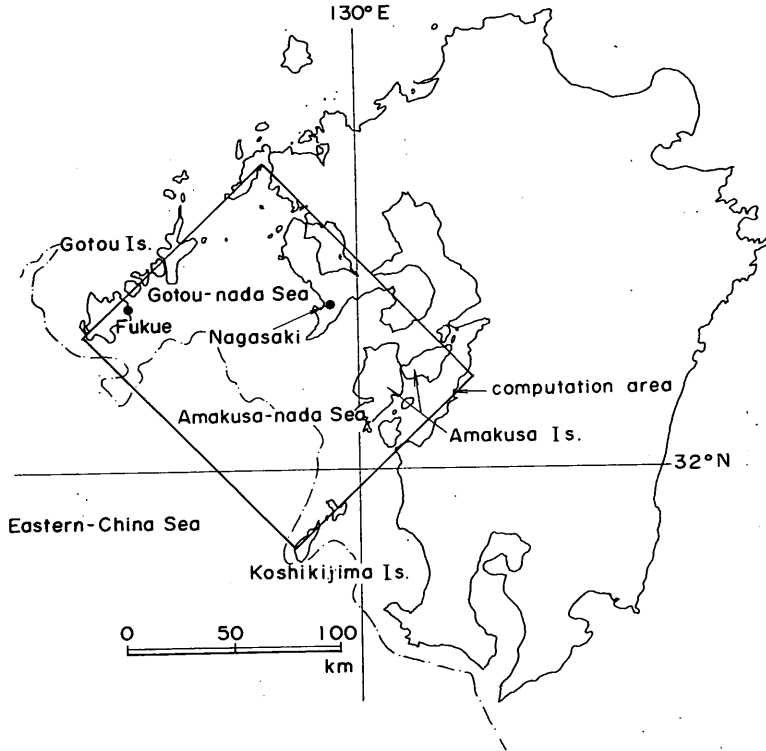 130°E
Gotou Is.
Gotou-nada Sea
Fukue
Nagasaki
computation area
Amakusa-nada Sea
Amakusa Is.
32°N
Eastern-China Sea
Koshikijima Is.
0 50 100
km